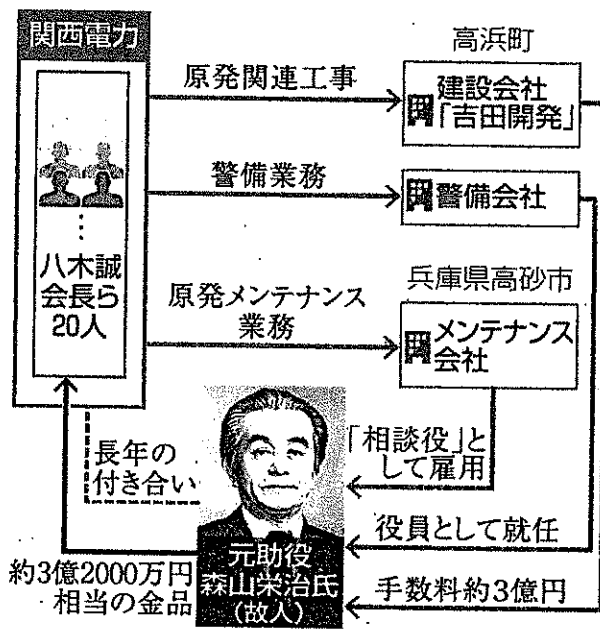 関西電力
八木誠
会長ら
20人
原発関連工事
高浜町
建設会社
「吉田開発」
警備業務
警備会社
原発メンテナンス
業務
兵庫県高砂市
メンテナンス
会社
長年の
付き合い
「相談役」と
して雇用
役員として就任
手数料約3億円
約3億2000万円
相当の金品
元助役
森山栄治氏
(故人)